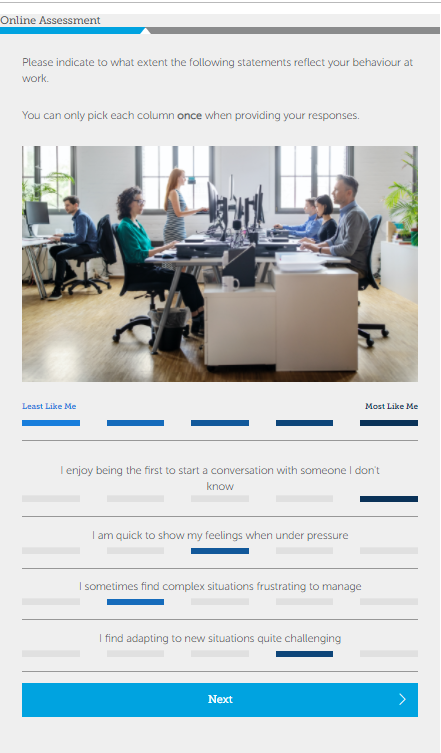 Online Assessment
Please indicate to what extent the following statements reflect your behaviour at
work.
You can only pick each column once when providing your responses.
Least Like Me
Most Like Me
I enjoy being the first to start a conversation with someone I don't
know
I am quick to show my feelings when under pressure
I sometimes find complex situations frustrating to manage
I find adapting to new situations quite challenging
Next